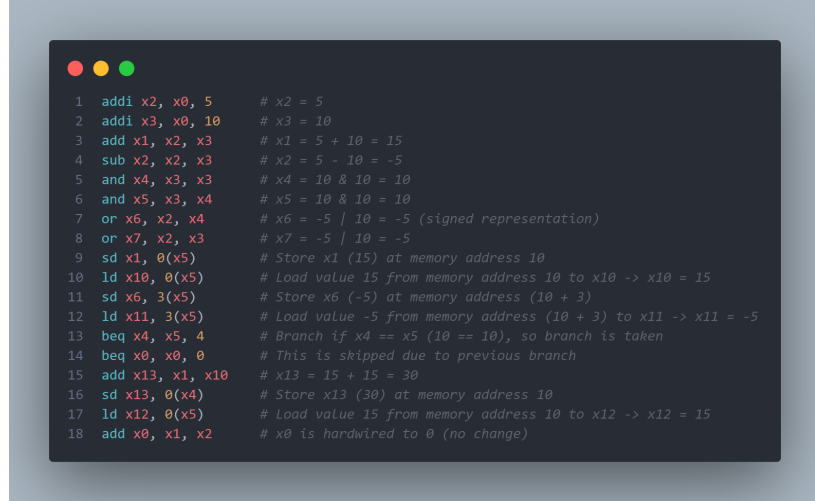 1 addi x2, x0, 5 # x2 = 5
2 addi x3, x0, 10 # x3 = 10
3 add x1, x2, x3 # x1 = 5 + 10 = 15
4 sub x2, x2, x3 # x2 = 5 - 10 = -5
5 and x4, x3, x3 # x4 = 10 & 10 = 10
6 and x5, x3, x4 # x5 = 10 & 10 = 10
7 or x6, x2, x4 # x6 = -5 | 10 = -5 (signed representation)
8 or x7, x2, x3 # x7 = -5 | 10 = -5
9 sd x1, 0(x5) # Store x1 (15) at memory address 10
10 ld x10, 0(x5) # Load value 15 from memory address 10 to x10 -> x10 = 15
11 sd x6, 3(x5) # Store x6 (-5) at memory address (10 + 3)
12 ld x11, 3(x5) # Load value -5 from memory address (10 + 3) to x11 -> x11 = -5
13 beq x4, x5, 4 # Branch if x4 == x5 (10 == 10), so branch is taken
14 beq x0, x0, 0 # This is skipped due to previous branch
15 add x13, x1, x10 # x13 = 15 + 15 = 30
16 sd x13, 0(x4) # Store x13 (30) at memory address 10
17 ld x12, 0(x5) # Load value 15 from memory address 10 to x12 -> x12 = 15
18 add x0, x1, x2 # x0 is hardwired to 0 (no change)